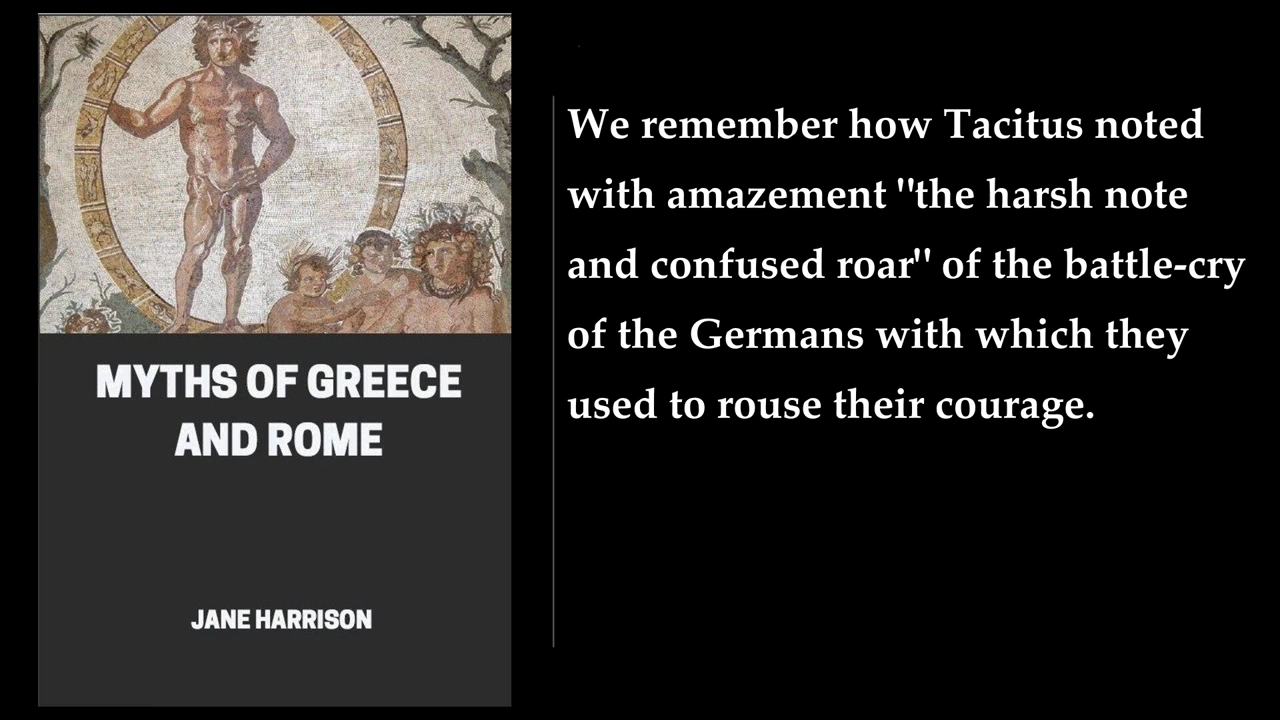 MYTHS OF GREECE
AND ROME
JANE HARRISON
We remember how Tacitus noted
with amazement "the harsh note
and confused roar" of the battle-cry
of the Germans with which they
used to rouse their courage.